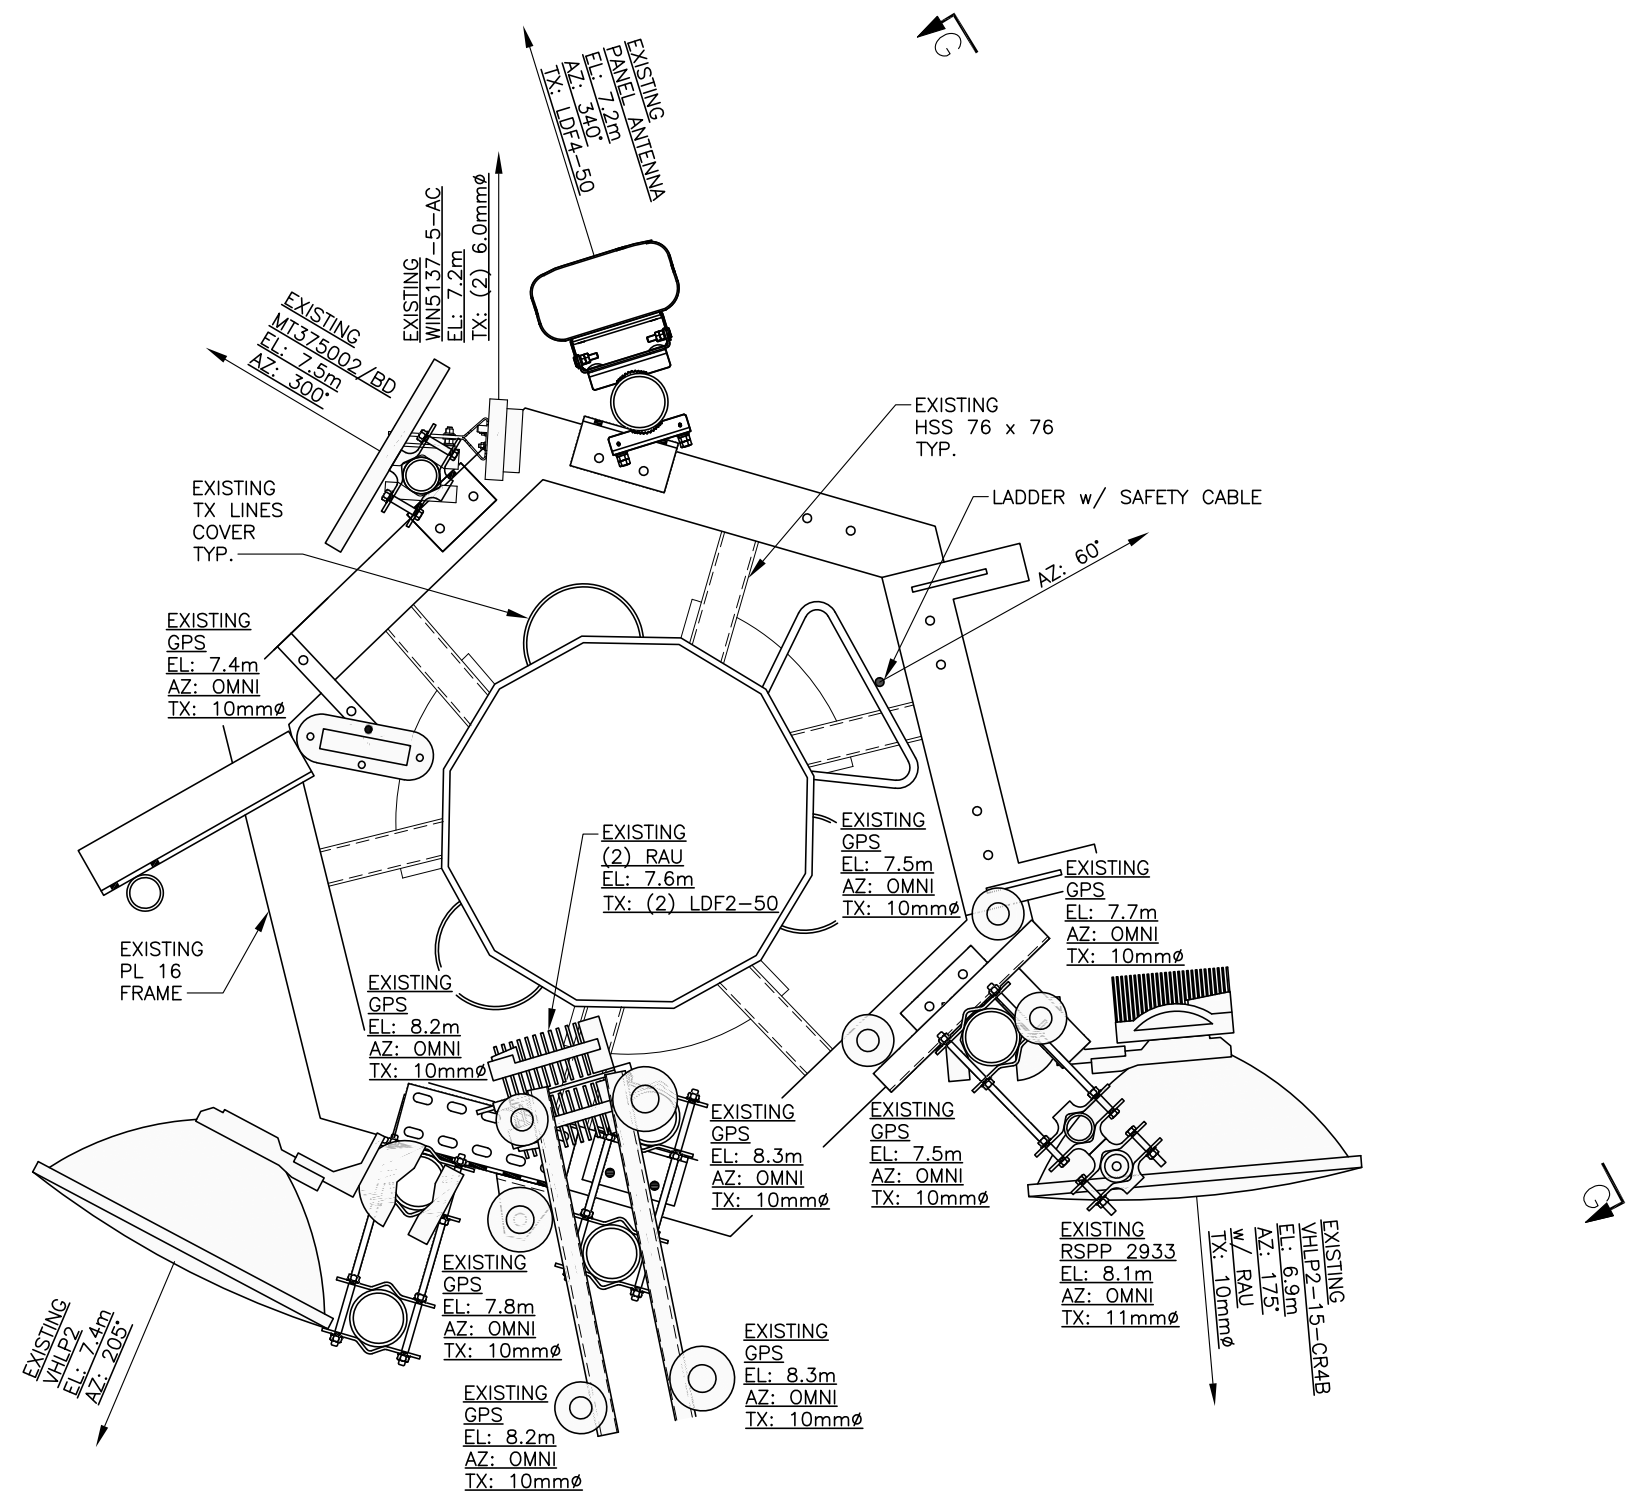 G
EXISTING
PANEL ANTENNA
EL: 7.2m
AZ: 340°
TX: LDF4-50
EXISTING
WIN5137-5-AC
EL: 7.2m
TX: (2) 6.0mmø
EXISTING
MT375002/BD
EL: 7.5m
AZ: 300°
EXISTING
HSS 76 x 76
TYP.
LADDER w/ SAFETY CABLE
AZ: 60°
EXISTING
TX LINES
COVER
TYP.
EXISTING
GPS
EL: 7.4m
AZ: OMNI
TX: 10mmø
EXISTING
(2) RAU
EL: 7.6m
TX: (2) LDF2-50
EXISTING
GPS
EL: 7.5m
AZ: OMNI
TX: 10mmø
EXISTING
GPS
EL: 7.7m
AZ: OMNI
TX: 10mmø
EXISTING
PL 16
FRAME
EXISTING
GPS
EL: 8.2m
AZ: OMNI
TX: 10mmø
EXISTING
GPS
EL: 8.3m
AZ: OMNI
TX: 10mmø
EXISTING
GPS
EL: 7.5m
AZ: OMNI
TX: 10mmø
G
EXISTING
RSPP 2933
EL: 8.1m
AZ: OMNI
TX: 11mmø
EXISTING
VHLP2-15-CR4B
EL: 6.9m
AZ: 175°
w/ RAU
TX: 10mmø
EXISTING
GPS
EL: 7.8m
AZ: OMNI
TX: 10mmø
EXISTING
VHLP2
EL: 7.4m
AZ: 205°
EXISTING
GPS
EL: 8.3m
AZ: OMNI
TX: 10mmø
EXISTING
GPS
EL: 8.2m
AZ: OMNI
TX: 10mmø